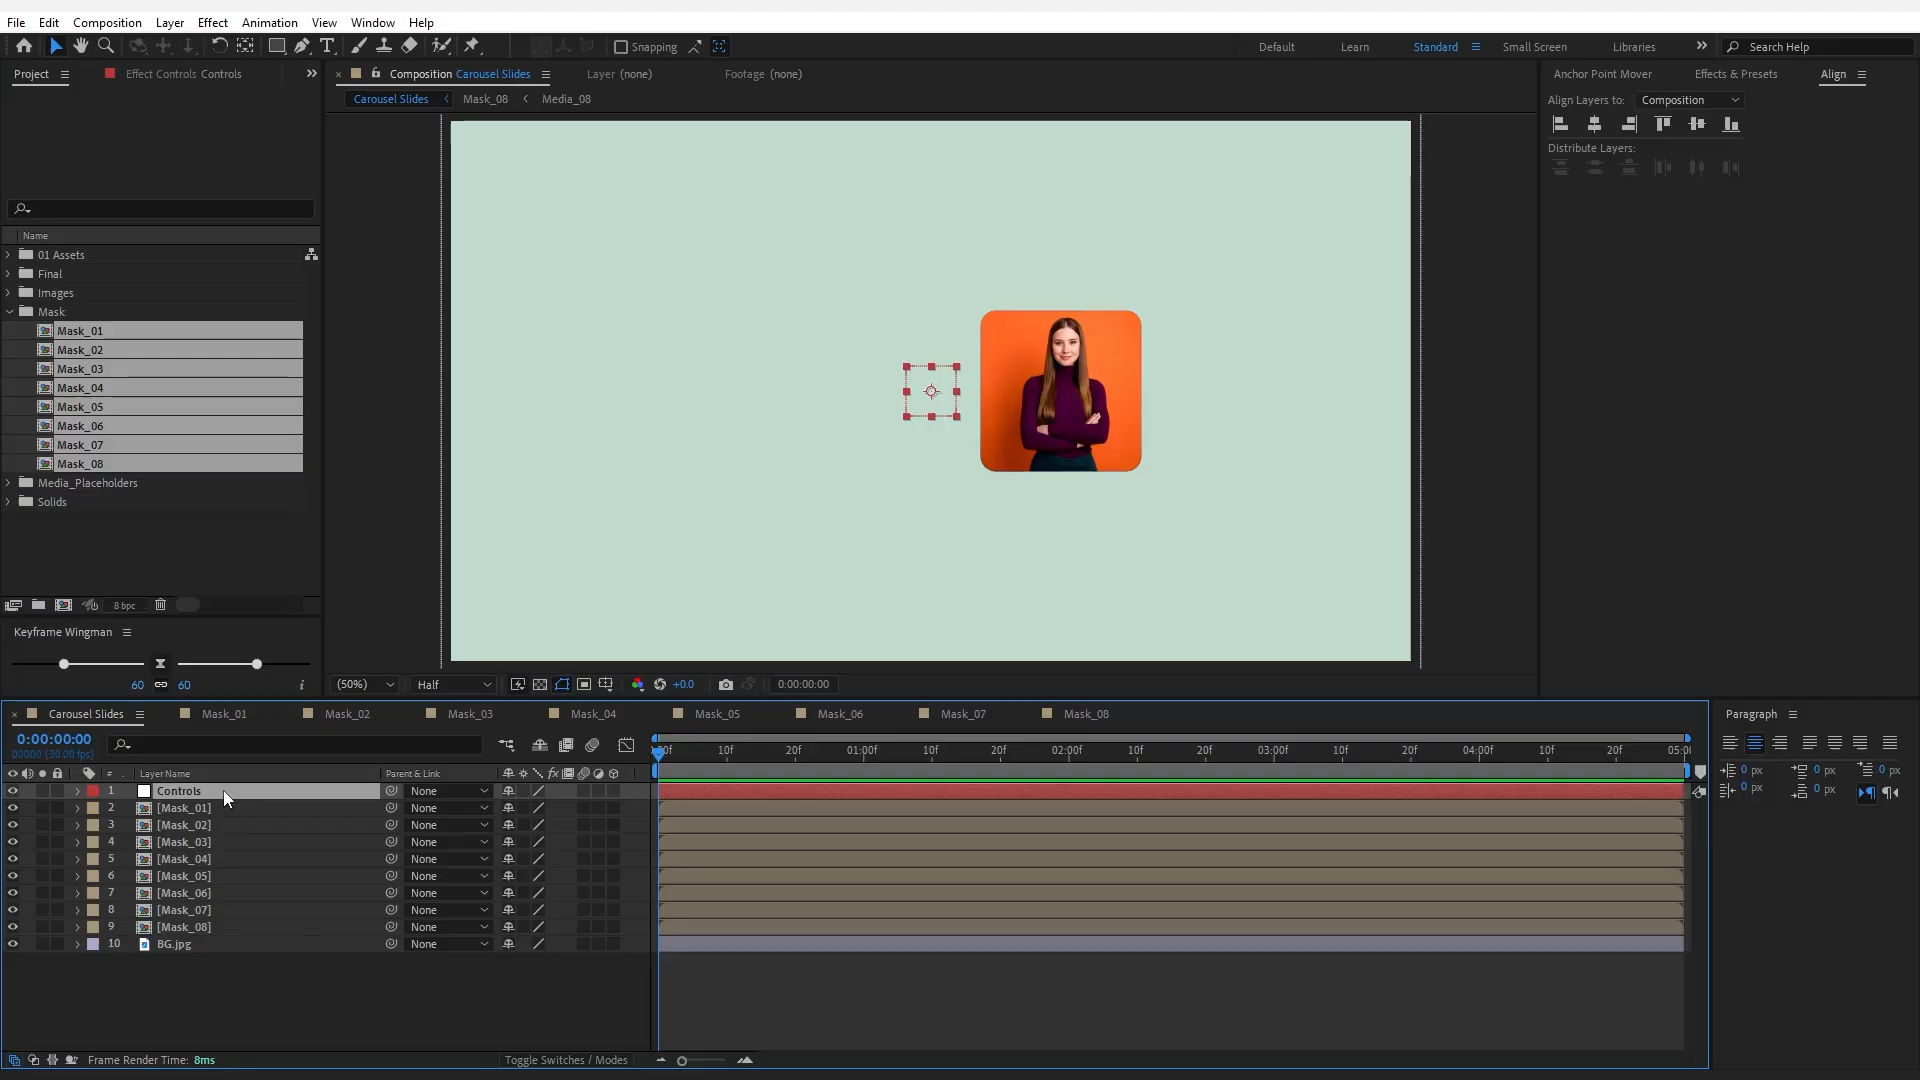 File Edit Composition Layer Effect Animation View Window Help
Snapping
Default Learn Standard Small Screen Libraries Search Help
Project Effect Controls Controls
Composition Carousel Slides Layer (none) Footage (none)
Anchor Point Mover Effects & Presets Align
Carousel Slides Mask_08 Media_08
Align Layers to: Composition
Distribute Layers:
Name
01 Assets
Final
Images
Mask
Mask_01
Mask_02
Mask_03
Mask_04
Mask_05
Mask_06
Mask_07
Mask_08
Media_Placeholders
Solids
8 bpc
Keyframe Wingman
60 60
(50%) Half +0.0 0:00:00:00
Carousel Slides Mask_01 Mask_02 Mask_03 Mask_04 Mask_05 Mask_06 Mask_07 Mask_08
Paragraph
0:00:00:00
00000 (30.00 fps)
:00f 10f 20f 01:00f 10f 20f 02:00f 10f 20f 03:00f 10f 20f 04:00f 10f 20f 05:0
# Layer Name Parent & Link
fx
1 Controls None
2 [Mask_01] None
3 [Mask_02] None
4 [Mask_03] None
5 [Mask_04] None
6 [Mask_05] None
7 [Mask_06] None
8 [Mask_07] None
9 [Mask_08] None
10 BG.jpg None
0 px 0 px 0 px
0 px 0 px
Frame Render Time: 8ms
Toggle Switches / Modes